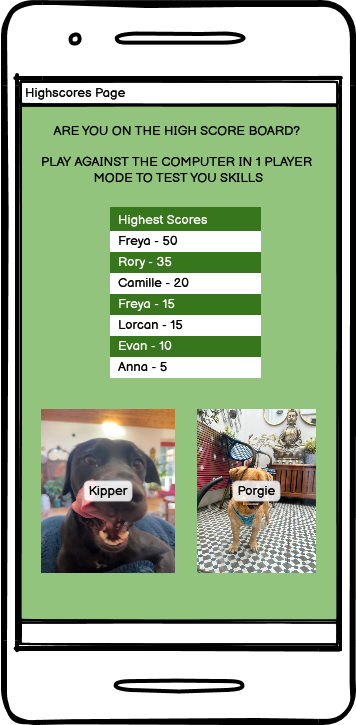 Highscores Page
ARE YOU ON THE HIGH SCORE BOARD?
PLAY AGAINST THE COMPUTER IN 1 PLAYER
MODE TO TEST YOU SKILLS
Highest Scores
Freya - 50
Rory - 35
Camille - 20
Freya - 15
Lorcan - 15
Evan - 10
Anna - 5
Kipper
Porgie